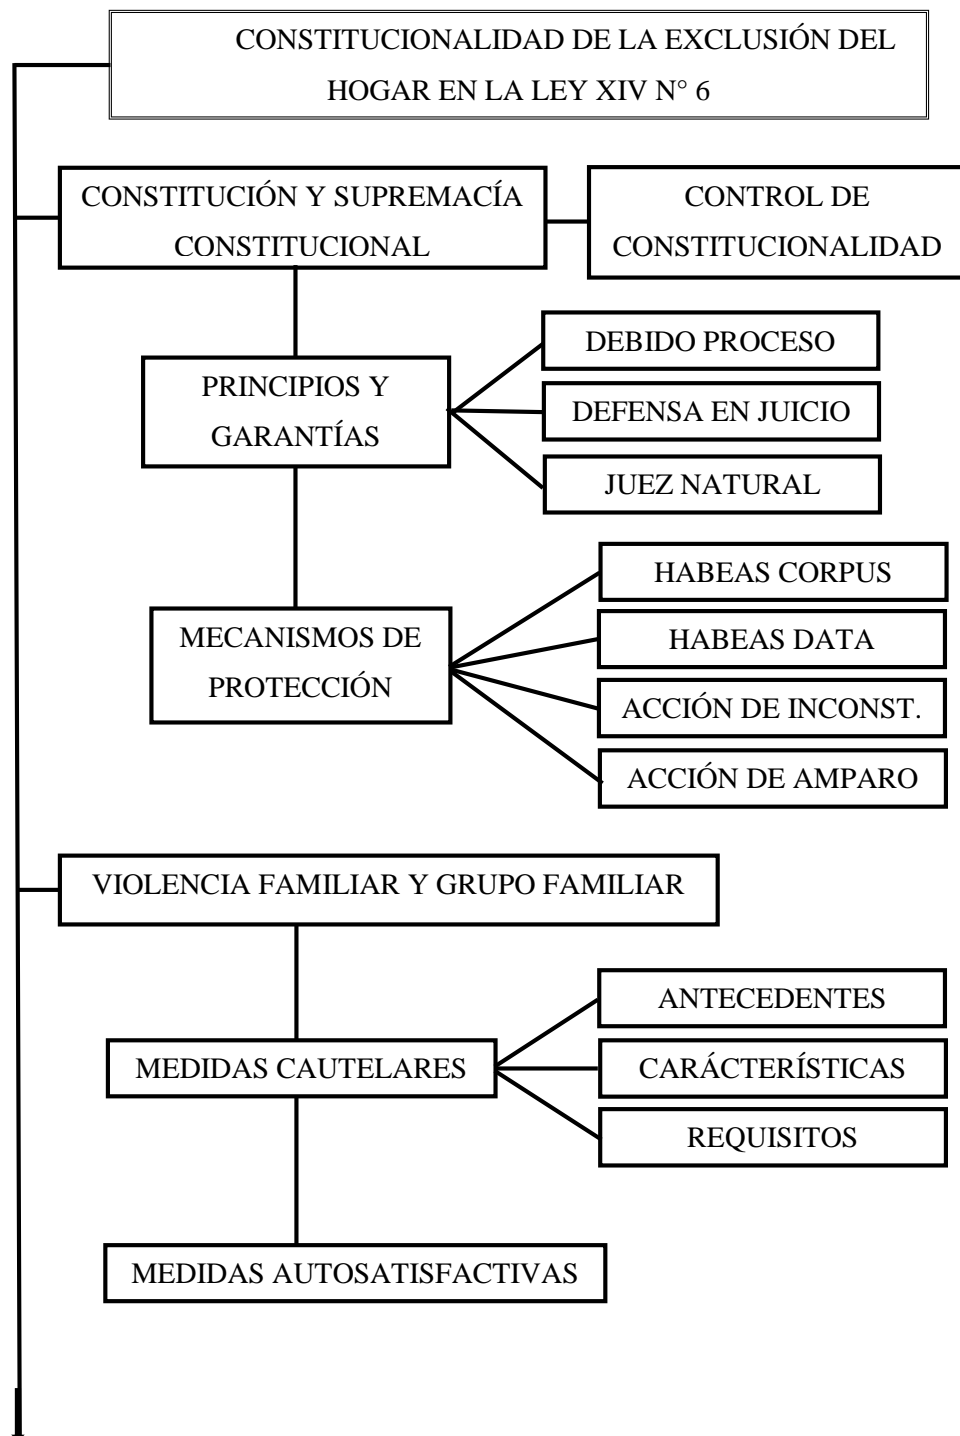 CONSTITUCIONALIDAD DE LA EXCLUSIÓN DEL
HOGAR EN LA LEY XIV N° 6
CONSTITUCIÓN Y SUPREMACÍA
CONSTITUCIONAL
CONTROL DE
CONSTITUCIONALIDAD
PRINCIPIOS Y
GARANTÍAS
DEBIDO PROCESO
DEFENSA EN JUICIO
JUEZ NATURAL
MECANISMOS DE
PROTECCIÓN
HABEAS CORPUS
HABEAS DATA
ACCIÓN DE INCONST.
ACCIÓN DE AMPARO
VIOLENCIA FAMILIAR Y GRUPO FAMILIAR
MEDIDAS CAUTELARES
ANTECEDENTES
CARÁCTERÍSTICAS
REQUISITOS
MEDIDAS AUTOSATISFACTIVAS